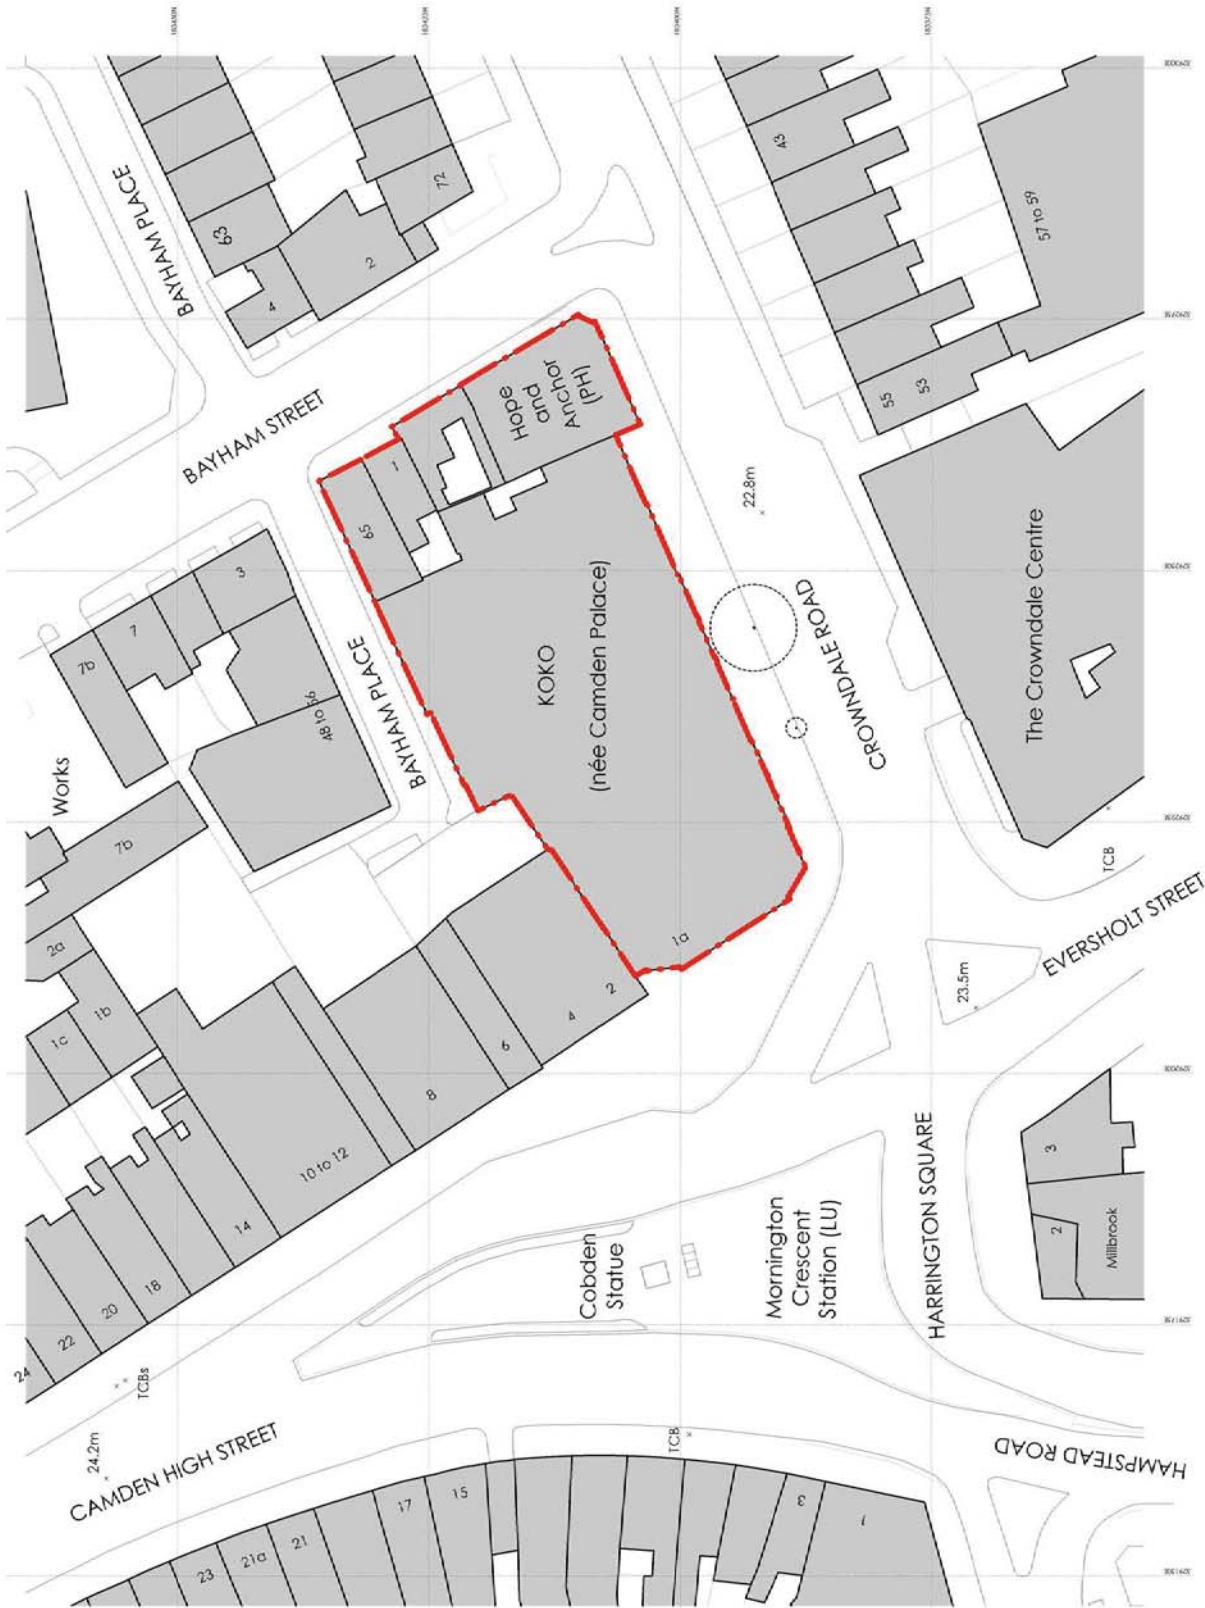 183450N
183425N
183400N
183375N
BAYHAM PLACE
63
4
2
72
43
57 to 59
55
53
BAYHAM STREET
Hope
and
Anchor
(PH)
1
65
22.8m
7b
7
3
48 to 56
BAYHAM PLACE
KOKO
(née Camden Palace)
CROWNDALE ROAD
The Crowndale Centre
Works
7b
2a
1b
1c
1a
TCB
EVERSHOLT STREET
23.5m
2
4
6
8
10 to 12
14
18
20
22
24
TCBs
Cobden
Statue
Mornington
Crescent
Station (LU)
HARRINGTON SQUARE
3
2
Millbrook
24.2m
CAMDEN HIGH STREET
TCB
HAMPSTEAD ROAD
23
21a
21
17
15
3
1